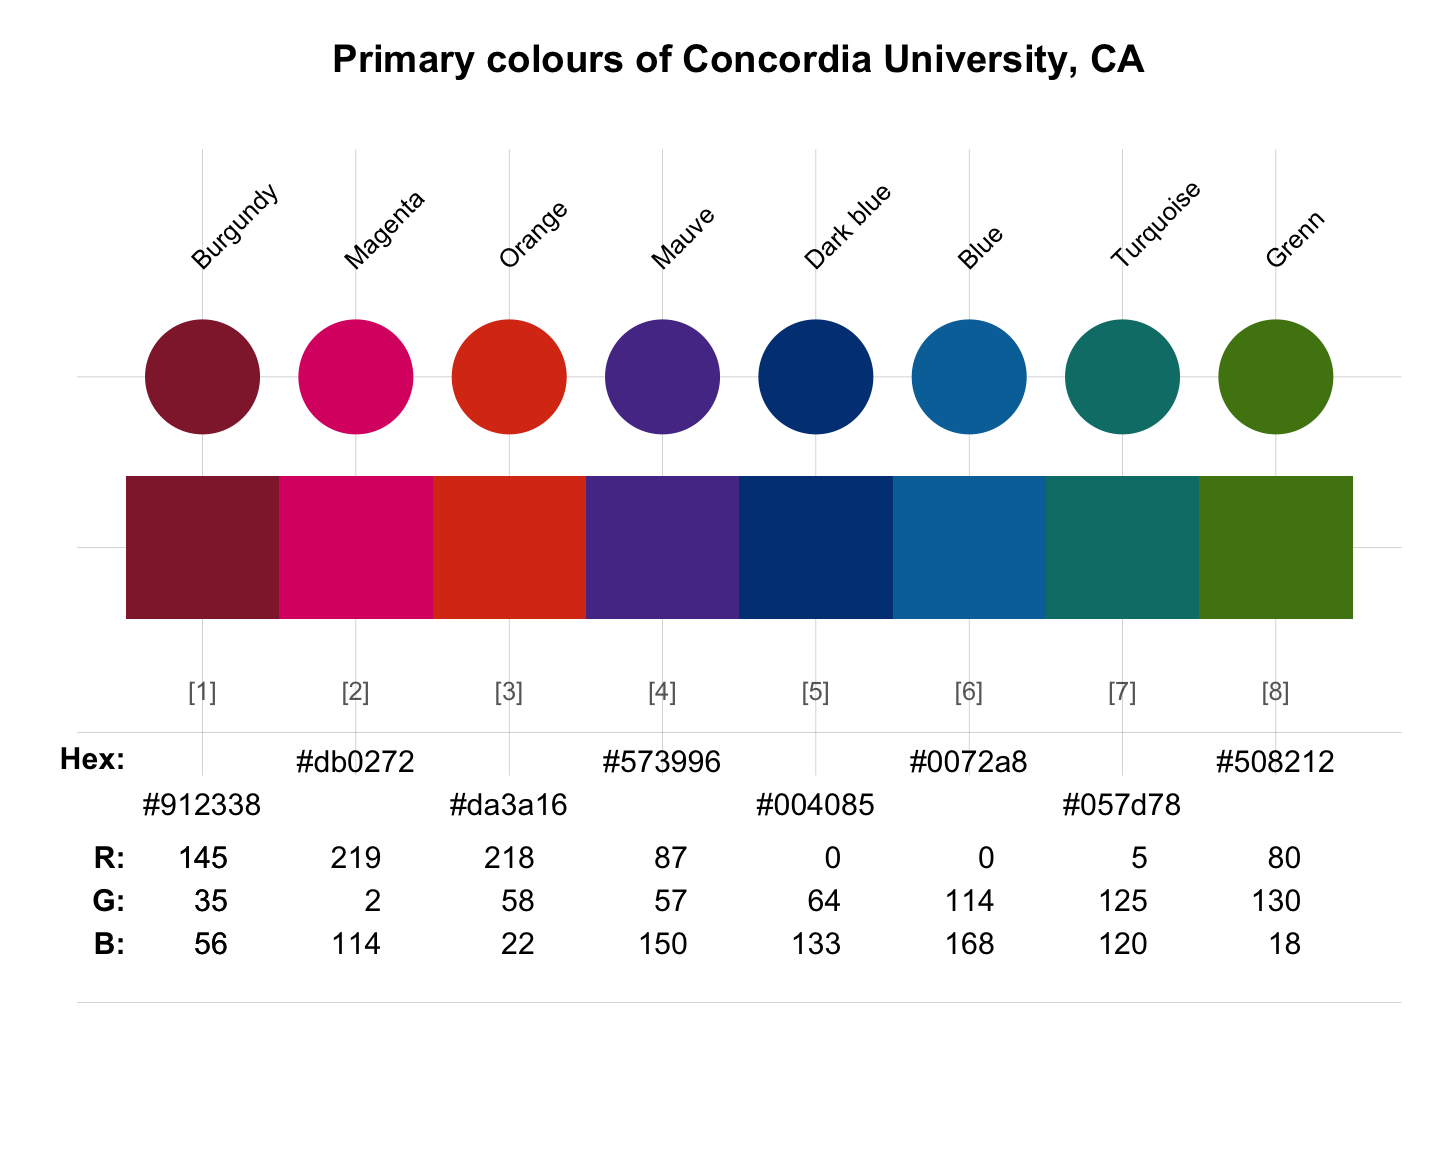 Primary colours of Concordia University, CA
Burgundy
Magenta
Orange
Mauve
Dark blue
Blue
Turquoise
Grenn
[1] [2] [3] [4] [5] [6] [7] [8]
Hex: #db0272 #573996 #0072a8 #508212
#912338 #da3a16 #004085 #057d78
R: 145 219 218 87 0 0 5 80
G: 35 2 58 57 64 114 125 130
B: 56 114 22 150 133 168 120 18